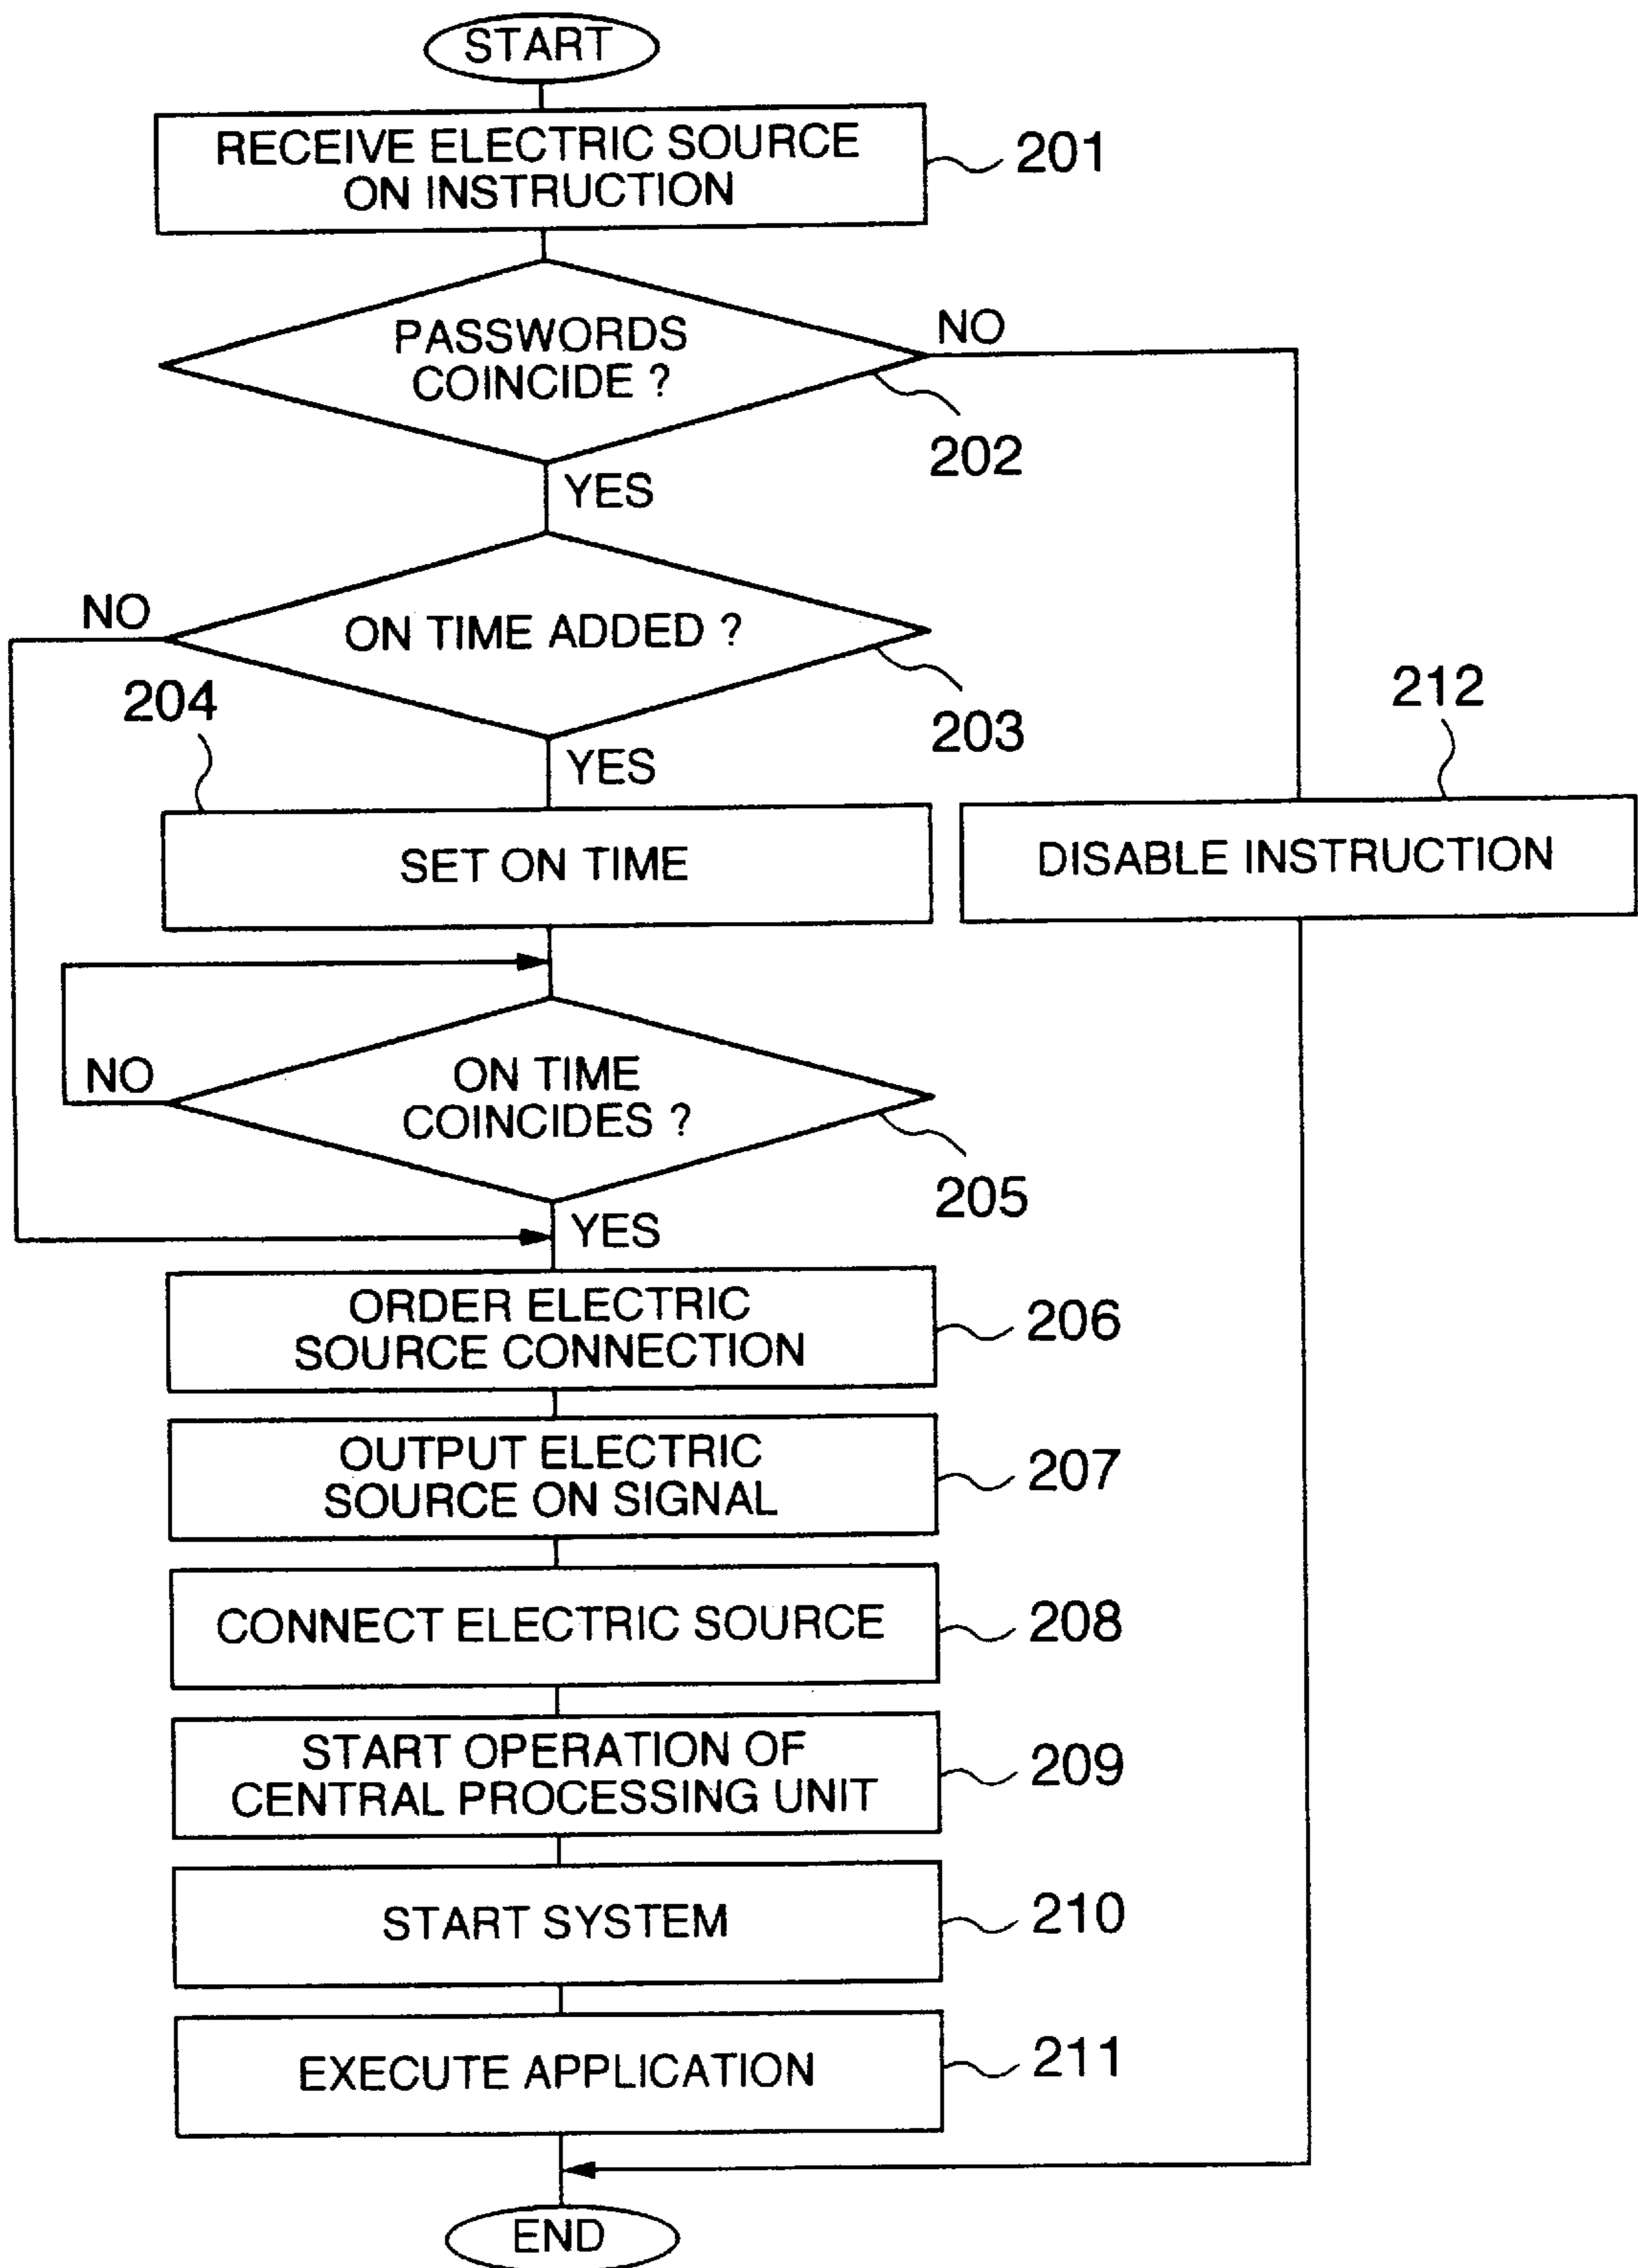 START
RECEIVE ELECTRIC SOURCE
ON INSTRUCTION
201
PASSWORDS
COINCIDE ?
NO
202
YES
NO
ON TIME ADDED ?
203
204
212
YES
SET ON TIME
DISABLE INSTRUCTION
NO
ON TIME
COINCIDES ?
205
YES
ORDER ELECTRIC
SOURCE CONNECTION
206
OUTPUT ELECTRIC
SOURCE ON SIGNAL
207
CONNECT ELECTRIC SOURCE
208
START OPERATION OF
CENTRAL PROCESSING UNIT
209
START SYSTEM
210
EXECUTE APPLICATION
211
END